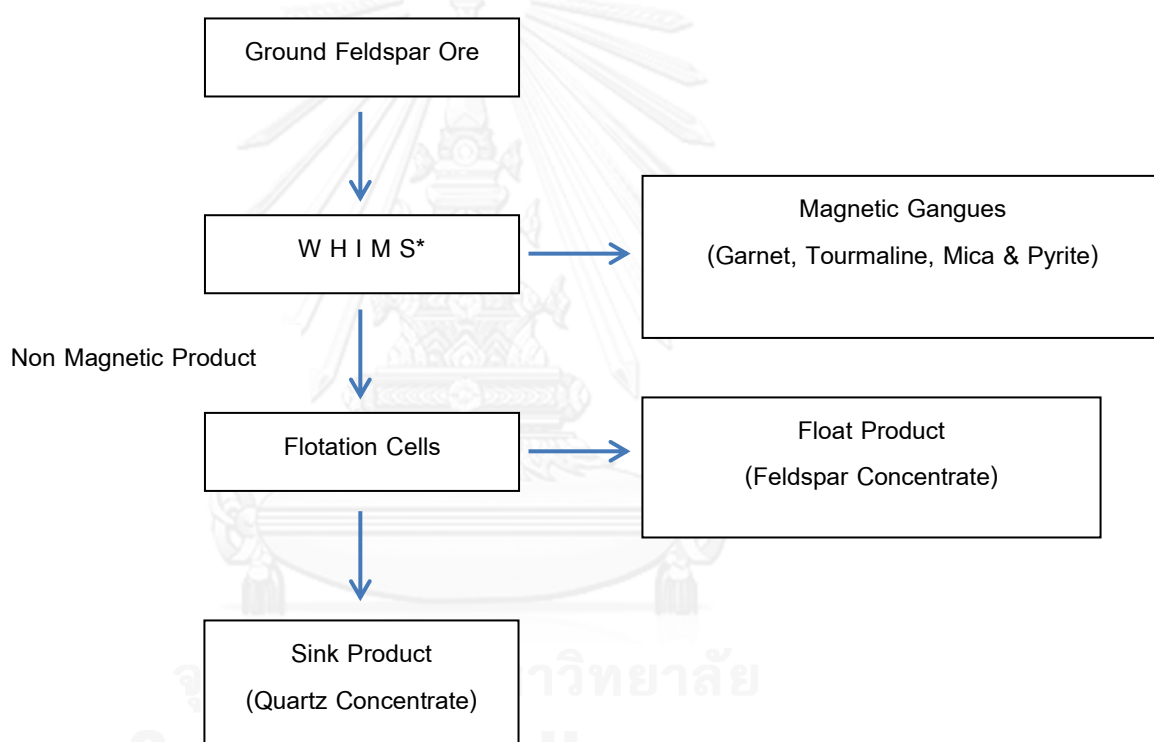 Ground Feldspar Ore
W H I M S*
Magnetic Gangues
(Garnet, Tourmaline, Mica & Pyrite)
Non Magnetic Product
Flotation Cells
Float Product
(Feldspar Concentrate)
Sink Product
(Quartz Concentrate)